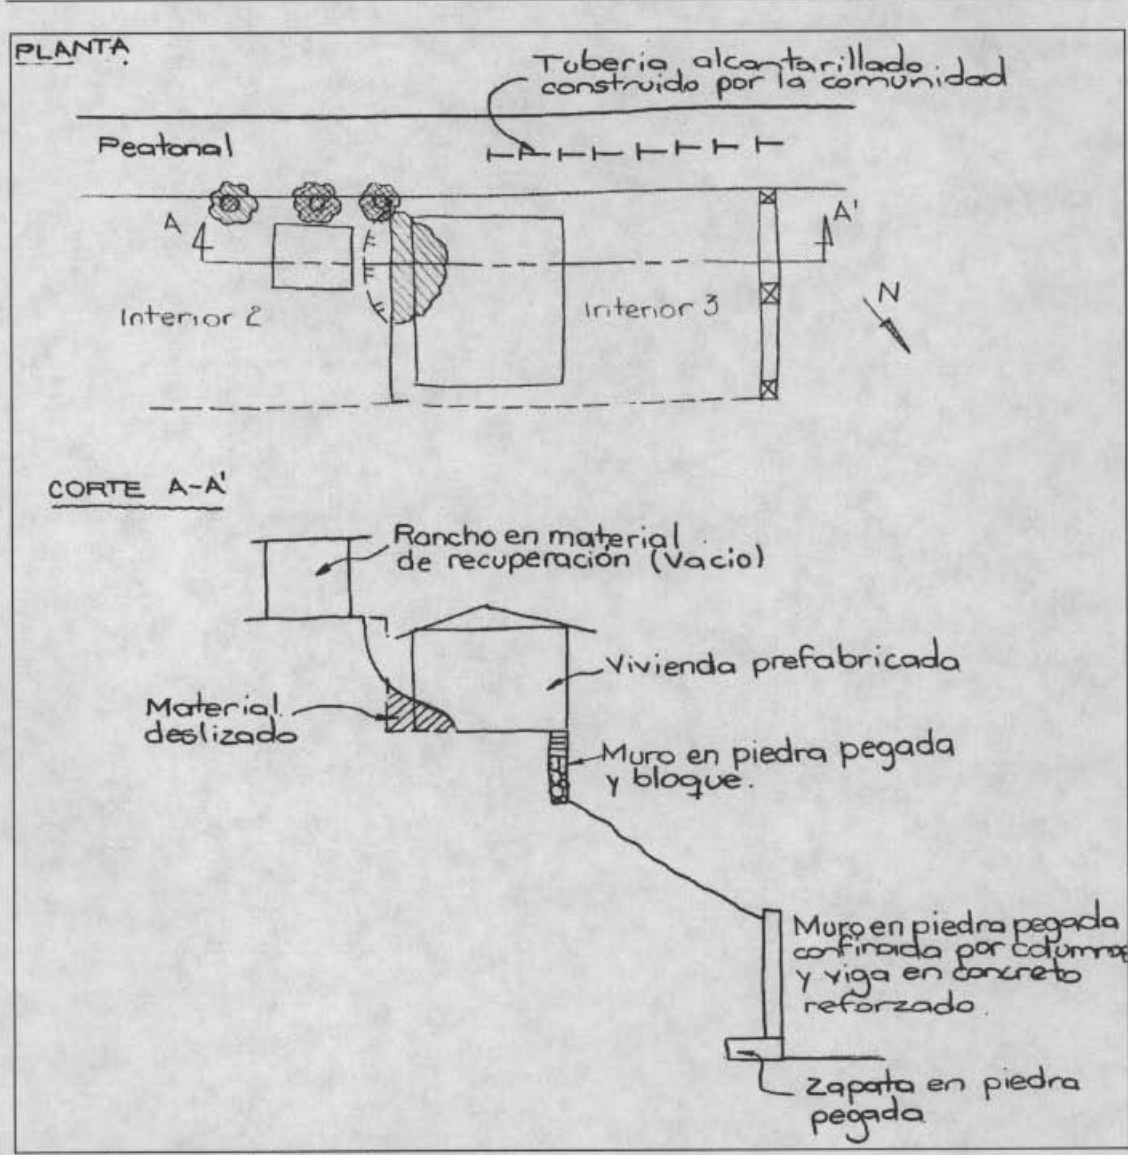 PLANTA
Tuberia alcantarillado
construido por la comunidad
Peatonal
A
A'
Interior 2
Interior 3
N
CORTE A-A'
Rancho en material
de recuperación (Vacio)
Vivienda prefabricada
Material
deslizado
Muro en piedra pegada
y bloque.
Muro en piedra pegada
confinada por columnas
y viga en concreto
reforzado
Zapata en piedra
pegada